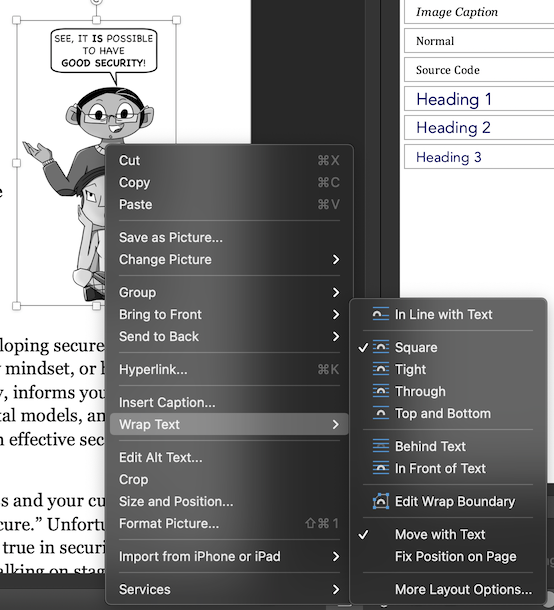 SEE, IT IS POSSIBLE
TO HAVE
GOOD SECURITY!
Image Caption
Normal
Source Code
Heading 1
Heading 2
Heading 3
Cut ⌘X
Copy ⌘C
Paste ⌘V
Save as Picture...
Change Picture
Group
Bring to Front
Send to Back
Hyperlink... ⌘K
Insert Caption...
Wrap Text
Edit Alt Text...
Crop
Size and Position...
Format Picture... ⇧⌘1
Import from iPhone or iPad
Services
In Line with Text
✓ Square
Tight
Through
Top and Bottom
Behind Text
In Front of Text
Edit Wrap Boundary
✓ Move with Text
Fix Position on Page
More Layout Options...
loping secure
mindset, or
, informs you
tal models, an
effective sec
s and your cu
cure.” Unfortu
true in securi
alking on stag